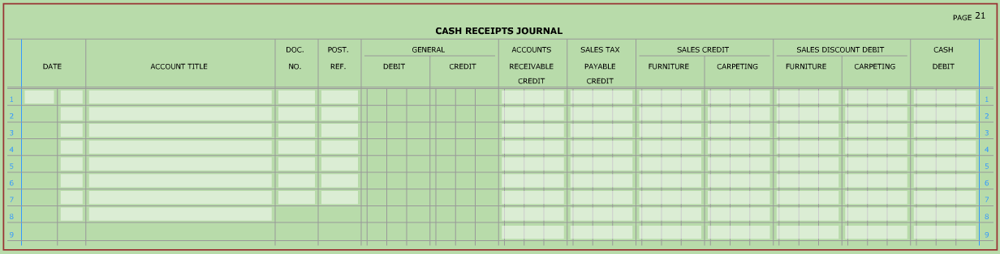 PAGE 21
CASH RECEIPTS JOURNAL
DATE
ACCOUNT TITLE
DOC.
NO.
POST.
REF.
GENERAL
DEBIT CREDIT
ACCOUNTS
RECEIVABLE
CREDIT
SALES TAX
PAYABLE
CREDIT
SALES CREDIT
FURNITURE CARPETING
SALES DISCOUNT DEBIT
FURNITURE CARPETING
CASH
DEBIT
1 1
2 2
3 3
4 4
5 5
6 6
7 7
8 8
9 9